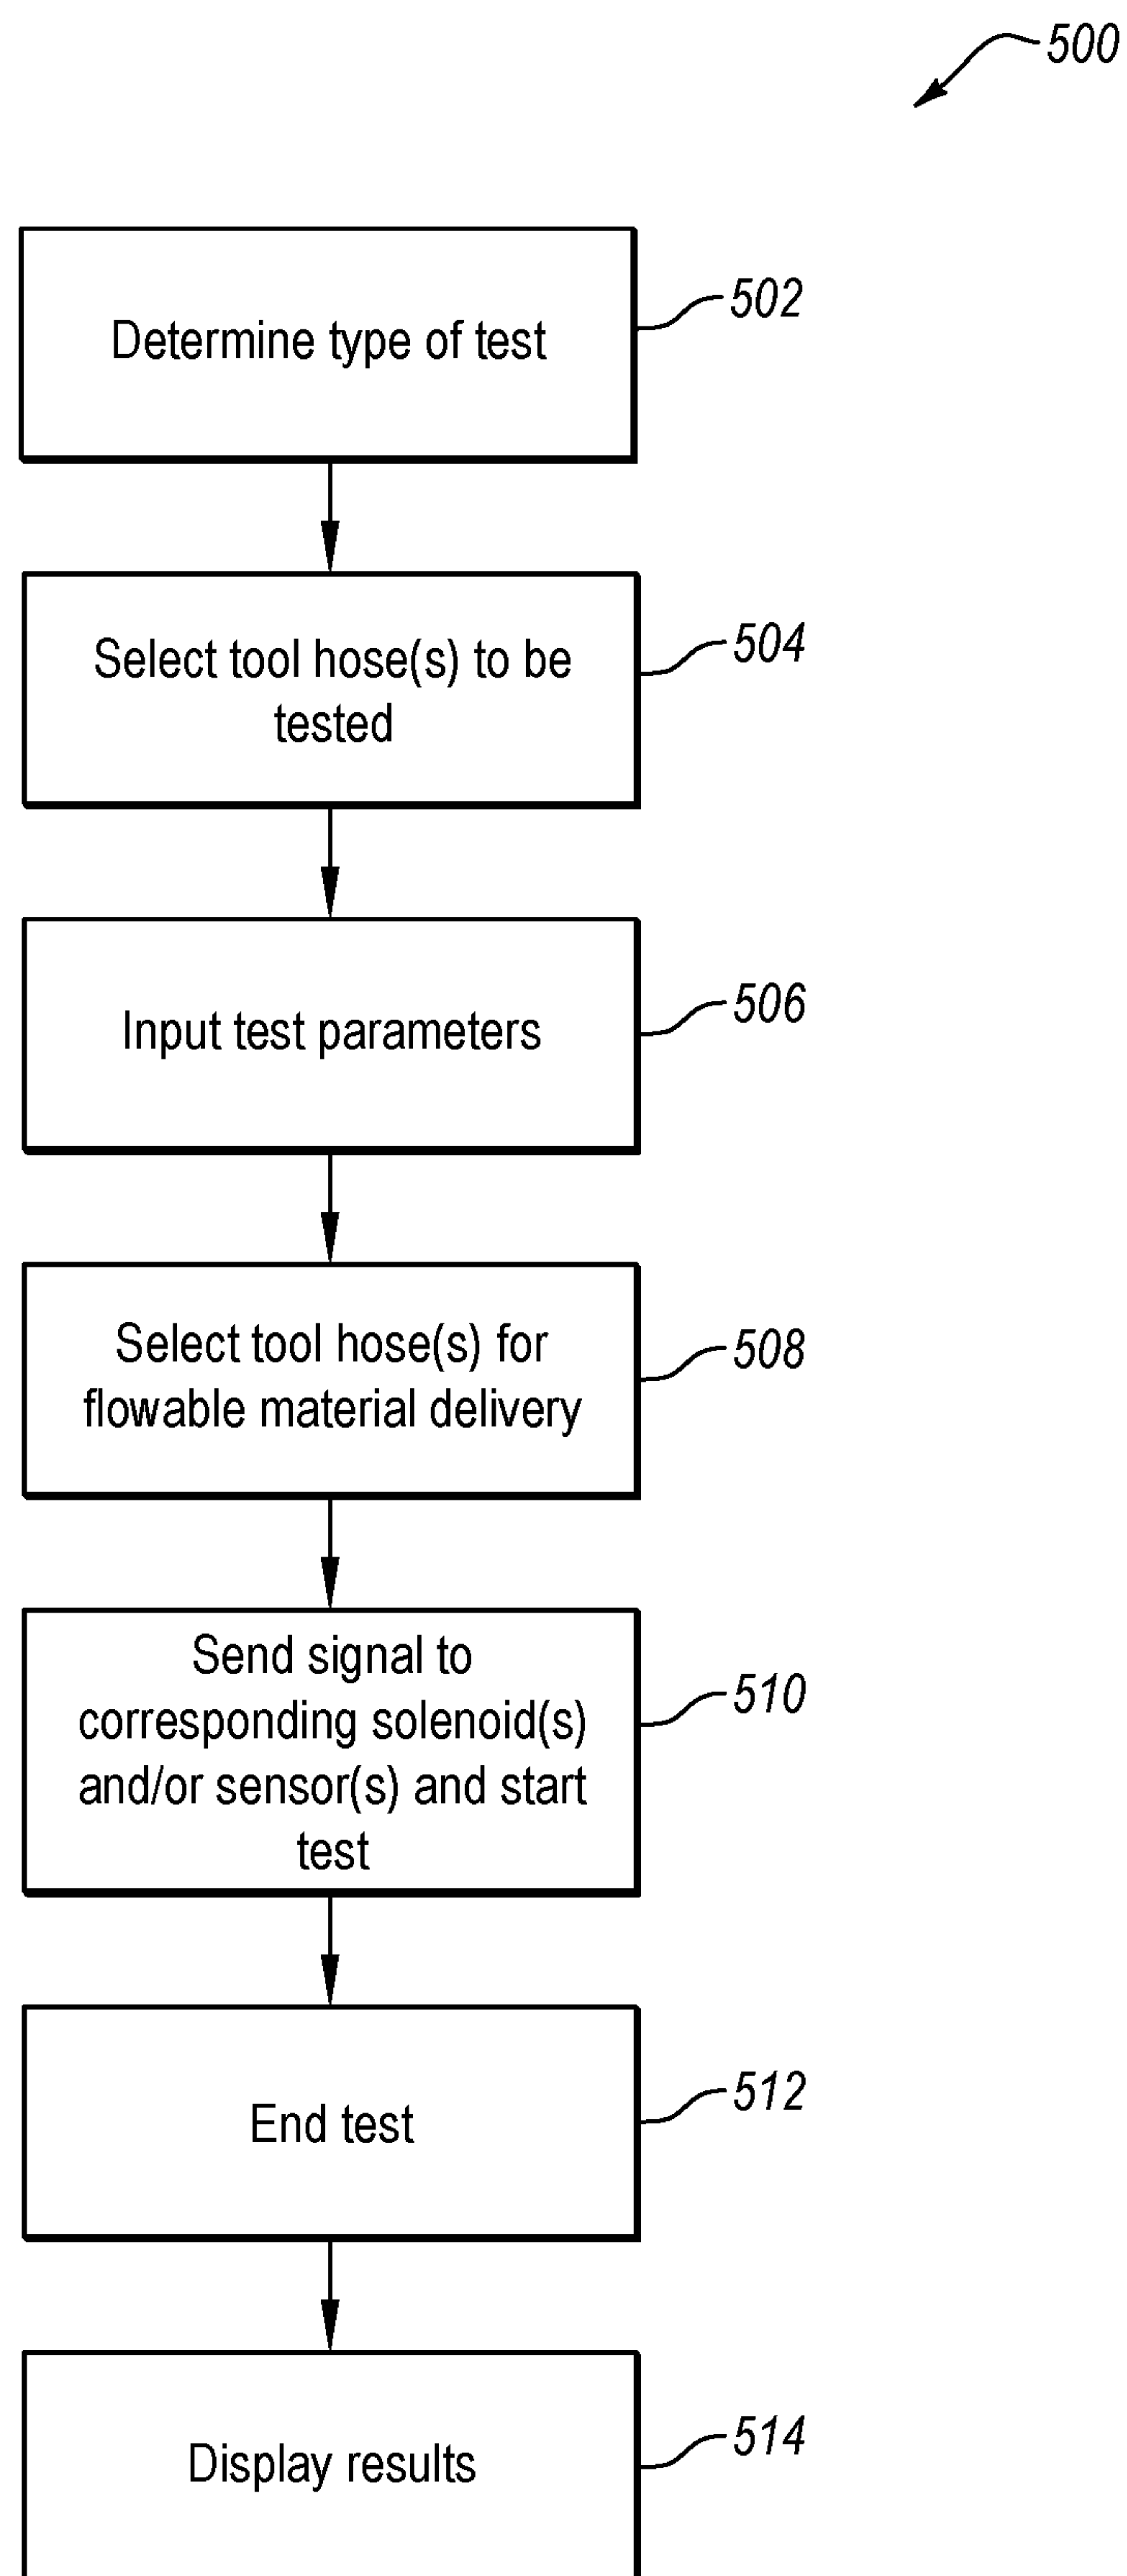 500
Determine type of test
502
Select tool hose(s) to be
tested
504
Input test parameters
506
Select tool hose(s) for
flowable material delivery
508
Send signal to
corresponding solenoid(s)
and/or sensor(s) and start
test
510
End test
512
Display results
514